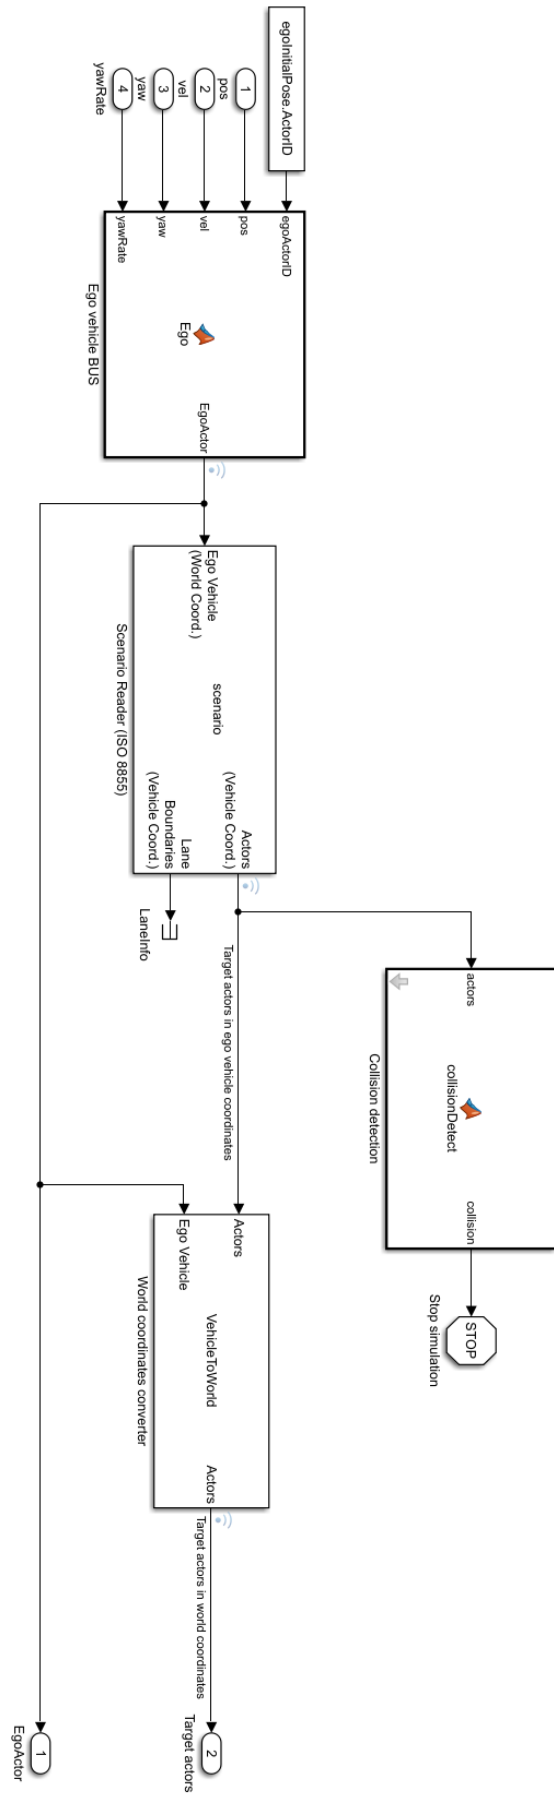 egoInitialPose.ActorID
1
pos
2
vel
3
yaw
4
yawRate
egoActorID
pos
vel
yaw
yawRate
Ego
EgoActor
Ego vehicle BUS
Ego Vehicle
(World Coord.)
scenario
Actors
(Vehicle Coord.)
Lane
Boundaries
(Vehicle Coord.)
Scenario Reader (ISO 8855)
LaneInfo
actors
collisionDetect
collision
Collision detection
STOP
Stop simulation
Target actors in ego vehicle coordinates
Actors
Ego Vehicle
VehicleToWorld
Actors
World coordinates converter
Target actors in world coordinates
2
Target actors
1
EgoActor